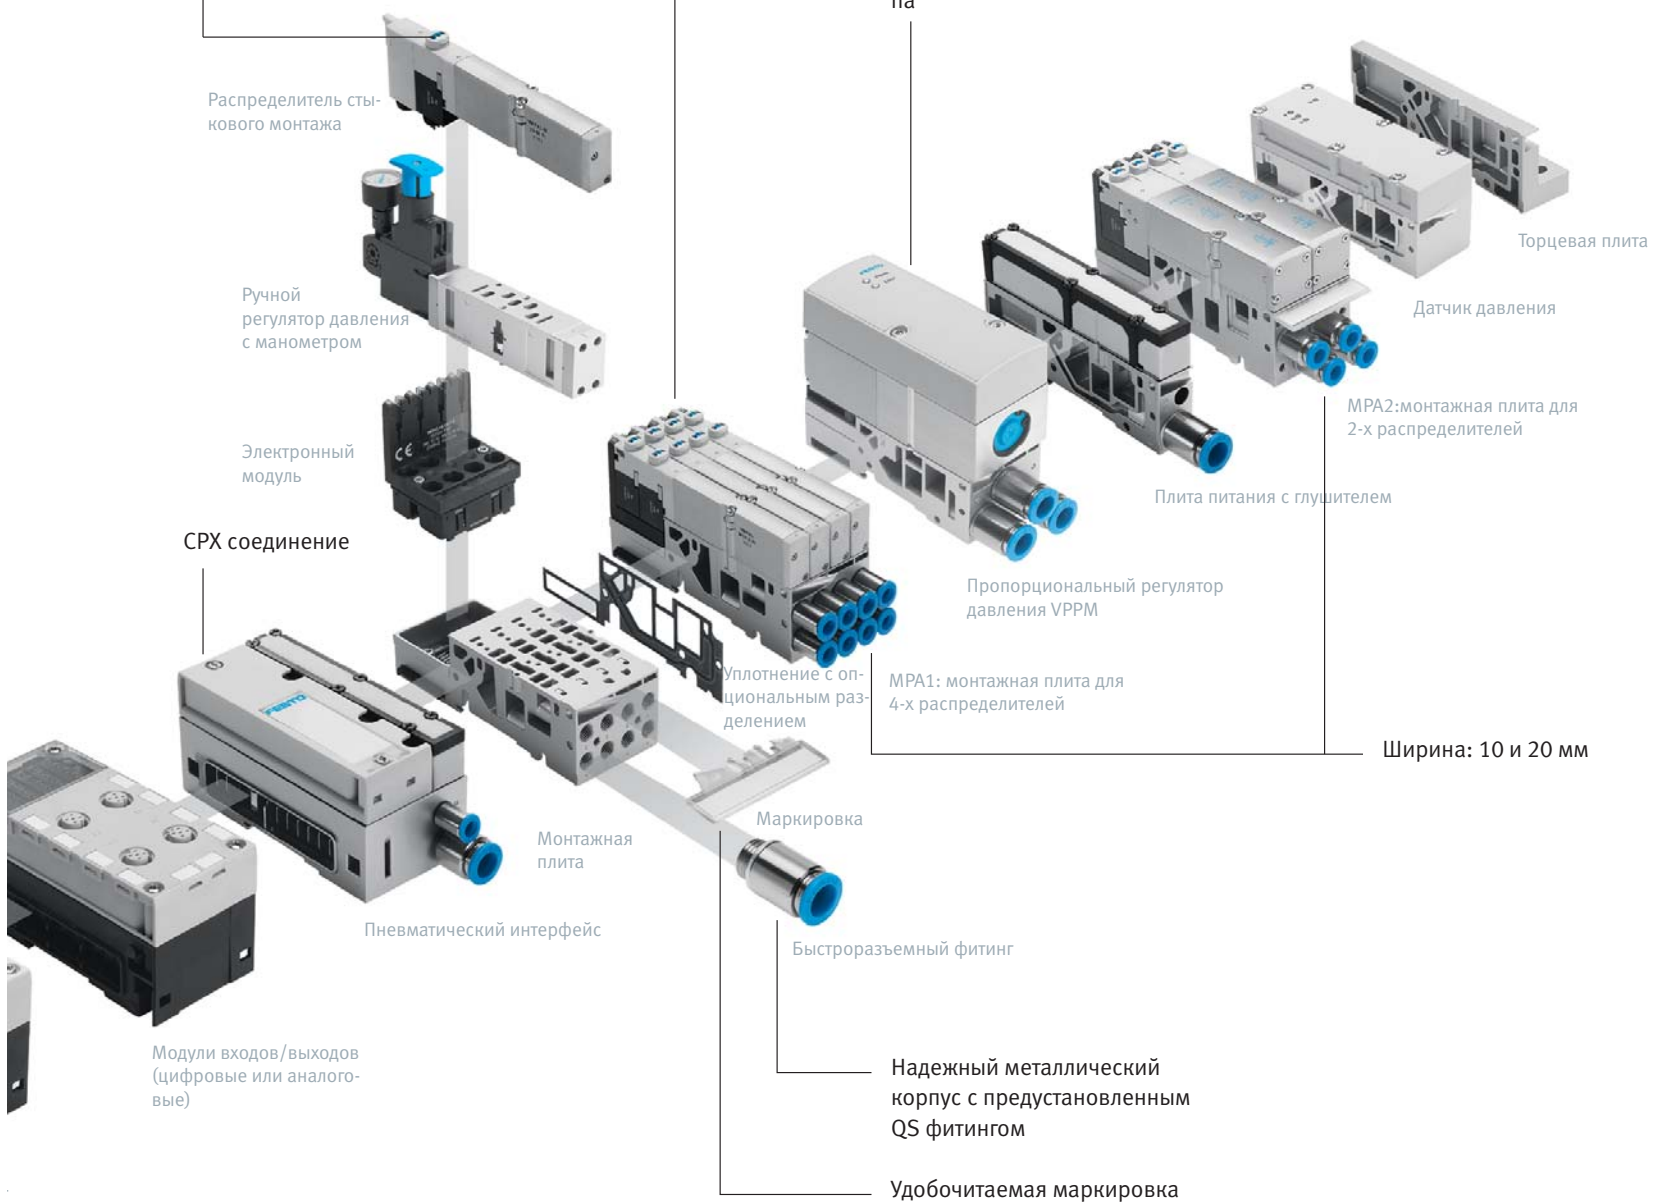 па
Распределитель сты-
кового монтажа
Ручной
регулятор давления
с манометром
Электронный
модуль
CPX соединение
Торцевая плита
Датчик давления
MPA2:монтажная плита для
2-х распределителей
Плита питания с глушителем
Пропорциональный регулятор
давления VPPM
Уплотнение с оп-
циональным раз-
делением
MPA1: монтажная плита для
4-х распределителей
Ширина: 10 и 20 мм
FESTO
Маркировка
Монтажная
плита
Пневматический интерфейс
Быстроразъемный фитинг
Модули входов/выходов
(цифровые или аналого-
вые)
Надежный металлический
корпус с предустановленным
QS фитингом
Удобочитаемая маркировка